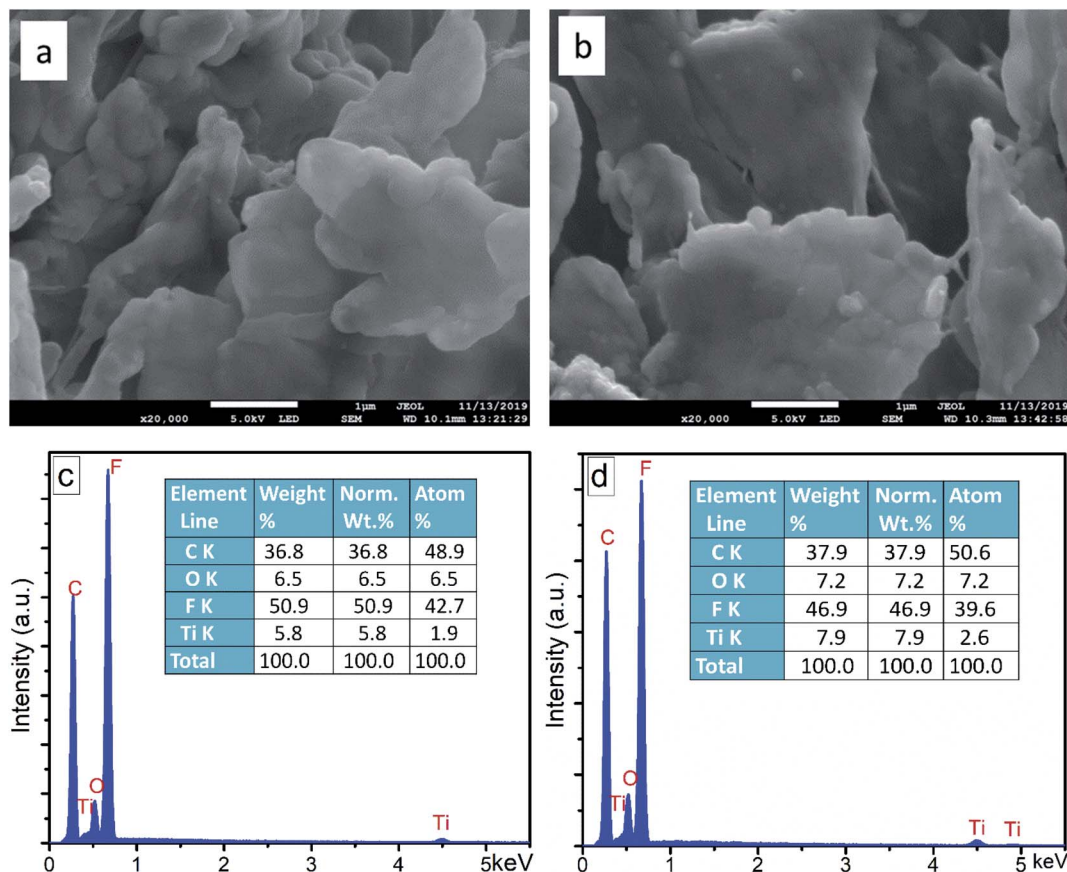 a
x20,000 5.0kV LED 1μm JEOL SEM 11/13/2019 WD 10.1mm 13:21:29
b
x20,000 5.0kV LED 1μm JEOL SEM 11/13/2019 WD 10.3mm 13:42:58
c
Intensity (a.u.)
C
Ti
O
F
Ti
Element Line Weight % Norm. Wt.% Atom %
C K 36.8 36.8 48.9
O K 6.5 6.5 6.5
F K 50.9 50.9 42.7
Ti K 5.8 5.8 1.9
Total 100.0 100.0 100.0
0 1 2 3 4 5keV
d
Intensity (a.u.)
C
Ti
O
F
Ti Ti
Element Line Weight % Norm. Wt.% Atom %
C K 37.9 37.9 50.6
O K 7.2 7.2 7.2
F K 46.9 46.9 39.6
Ti K 7.9 7.9 2.6
Total 100.0 100.0 100.0
0 1 2 3 4 5 keV